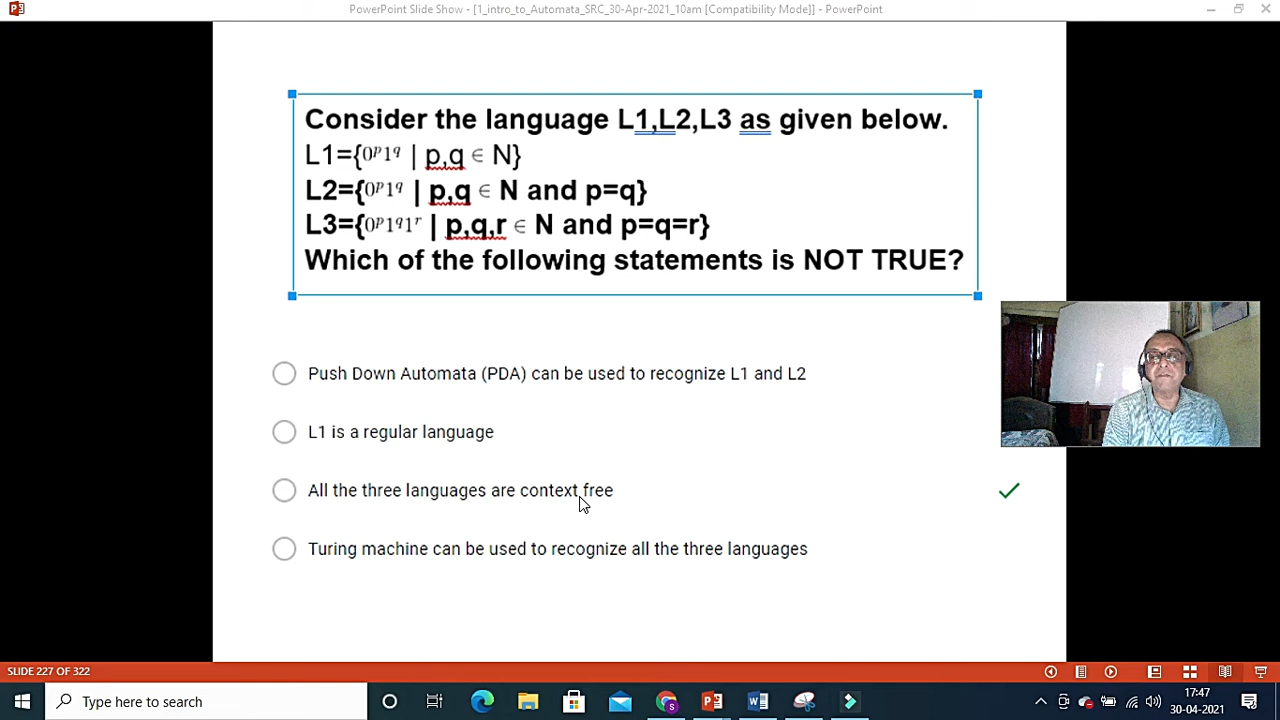 PowerPoint Slide Show - [1_intro_to_Automata_SRC_30-Apr-2021_10am [Compatibility Mode]] - PowerPoint
Consider the language L1,L2,L3 as given below.
L1={0ᵖ1^q | p,q ∈ N}
L2={0ᵖ1^q | p,q ∈ N and p=q}
L3={0ᵖ1^q1ʳ | p,q,r ∈ N and p=q=r}
Which of the following statements is NOT TRUE?
Push Down Automata (PDA) can be used to recognize L1 and L2
L1 is a regular language
All the three languages are context free
Turing machine can be used to recognize all the three languages
SLIDE 227 OF 322
Type here to search
17:47
30-04-2021